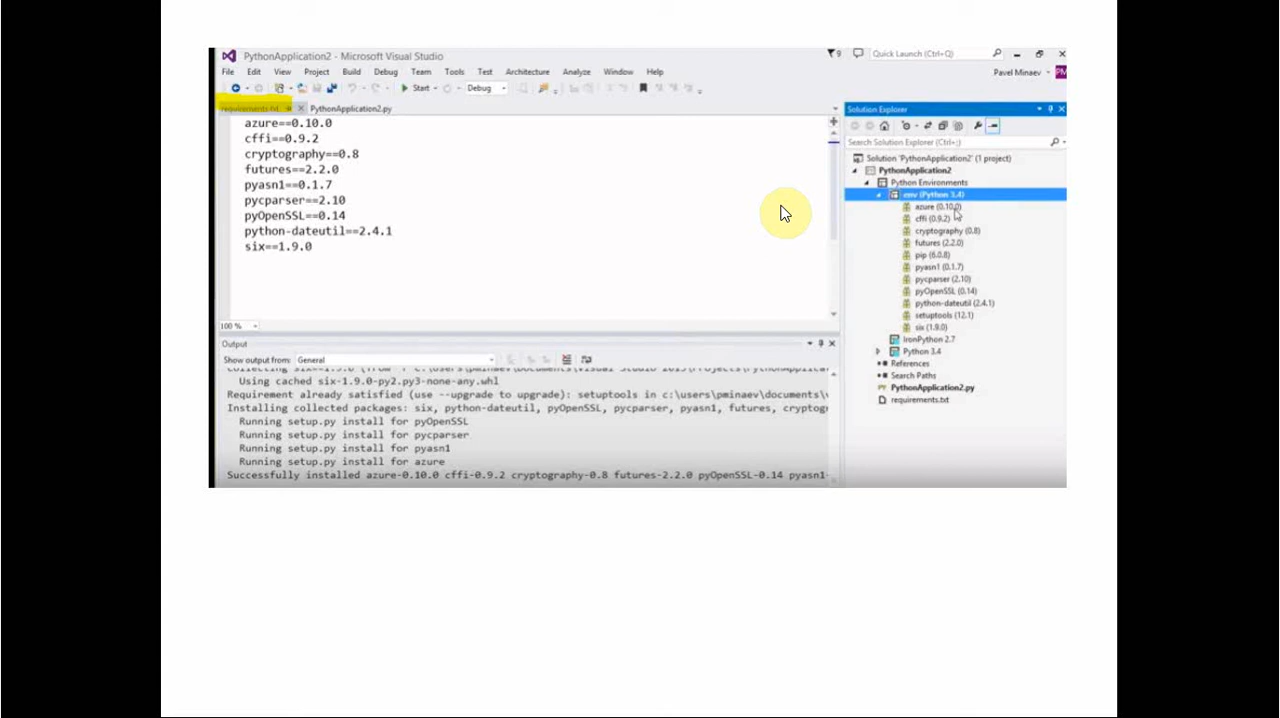 PythonApplication2 - Microsoft Visual Studio
9
Quick Launch (Ctrl+Q)
File Edit View Project Build Debug Team Tools Test Architecture Analyze Window Help
Pavel Minaev PM
Start Debug
requirements.txt PythonApplication2.py
azure==0.10.0
cffi==0.9.2
cryptography==0.8
futures==2.2.0
pyasn1==0.1.7
pycparser==2.10
pyOpenSSL==0.14
python-dateutil==2.4.1
six==1.9.0
100 %
Output
Show output from: General
Using cached six-1.9.0-py2.py3-none-any.whl
Requirement already satisfied (use --upgrade to upgrade): setuptools in c:\users\pminaev\documents\v
Installing collected packages: six, python-dateutil, pyOpenSSL, pycparser, pyasn1, futures, cryptog
Running setup.py install for pyOpenSSL
Running setup.py install for pycparser
Running setup.py install for pyasn1
Running setup.py install for azure
Successfully installed azure-0.10.0 cffi-0.9.2 cryptography-0.8 futures-2.2.0 pyOpenSSL-0.14 pyasn1-
Solution Explorer
Search Solution Explorer (Ctrl+;)
Solution 'PythonApplication2' (1 project)
PythonApplication2
Python Environments
env (Python 3.4)
azure (0.10.0)
cffi (0.9.2)
cryptography (0.8)
futures (2.2.0)
pip (6.0.8)
pyasn1 (0.1.7)
pycparser (2.10)
pyOpenSSL (0.14)
python-dateutil (2.4.1)
setuptools (12.1)
six (1.9.0)
IronPython 2.7
Python 3.4
References
Search Paths
PythonApplication2.py
requirements.txt